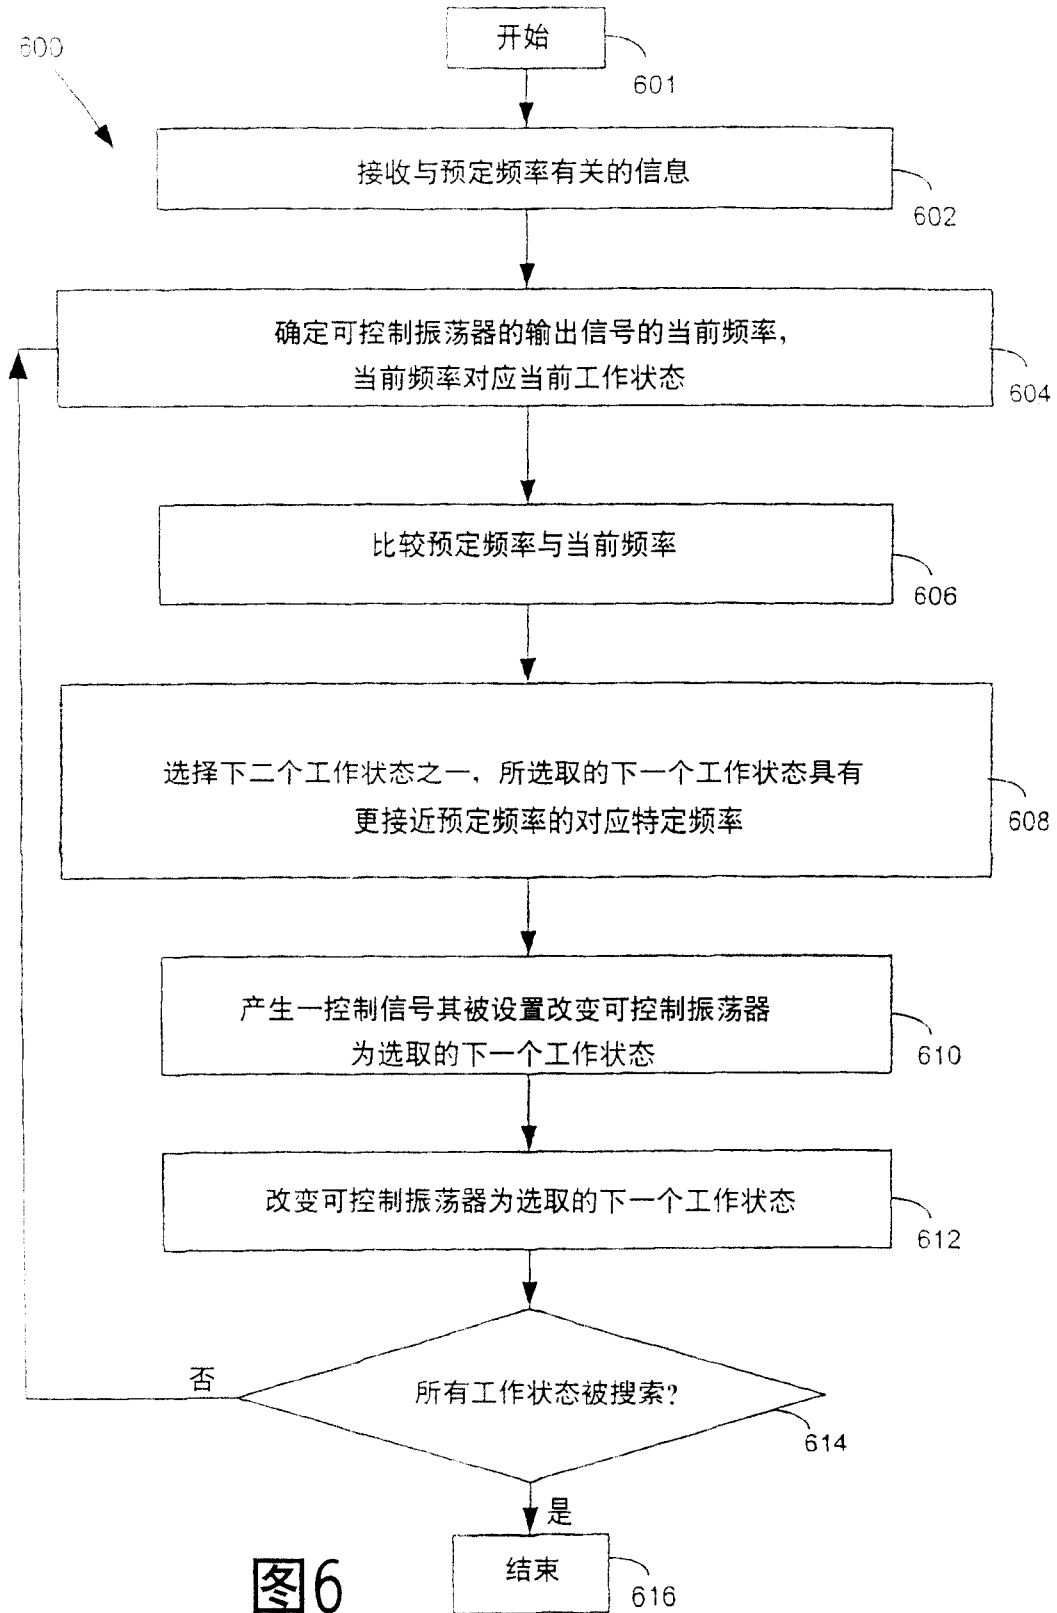 600
开始
601
接收与预定频率有关的信息
602
确定可控制振荡器的输出信号的当前频率，
当前频率对应当前工作状态
604
比较预定频率与当前频率
606
选择下二个工作状态之一，所选取的下一个工作状态具有
更接近预定频率的对应特定频率
608
产生一控制信号其被设置改变可控制振荡器
为选取的下一个工作状态
610
改变可控制振荡器为选取的下一个工作状态
612
否
所有工作状态被搜索？
614
是
结束
616
图6